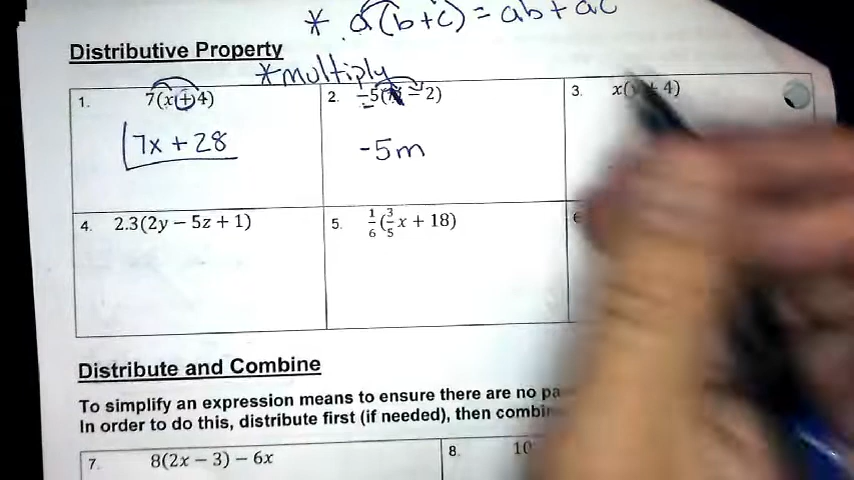 * a(b+c) = ab + ac
Distributive Property
*multiply
1. 7(x+4)
7x + 28
2. -5( − 2)
-5m
3. x( + 4)
4. 2.3(2y − 5z + 1)
5. 1/6(3/5x + 18)
Distribute and Combine
To simplify an expression means to ensure there are no
In order to do this, distribute first (if needed), then
7. 8(2x − 3) − 6x
8. 10